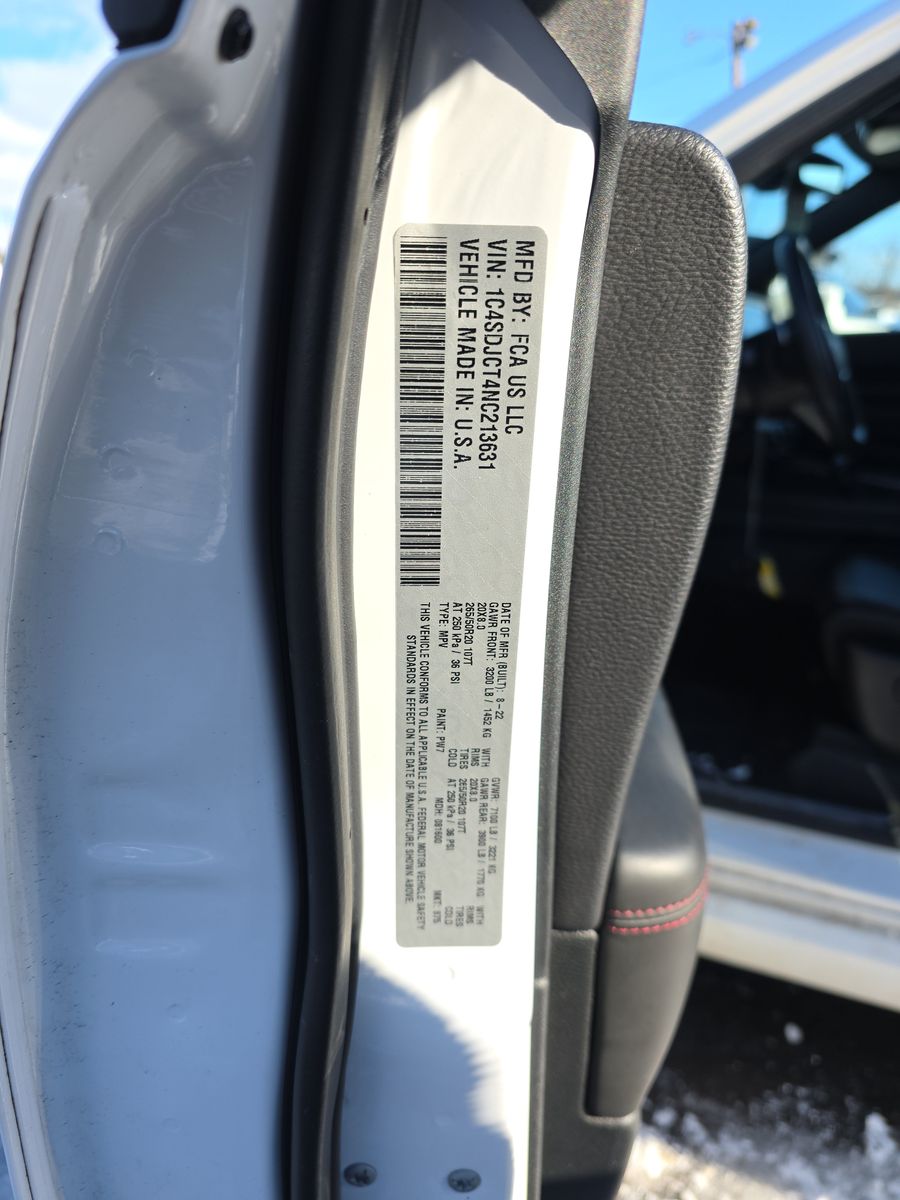 MFD BY: FCA US LLC
VIN: 1C4SDJCT4NC213631
VEHICLE MADE IN: U.S.A.
DATE OF MFR (BUILT): 8-22 GVWR: 7100 LB / 3221 KG
GAWR FRONT: 3200 LB / 1452 KG WITH GAWR REAR: 3900 LB / 1770 KG WITH
20X8.0 RIMS 20X8.0 RIMS
265/50R20 107T TIRES 265/50R20 107T TIRES
AT 250 kPa / 36 PSI COLD AT 250 kPa / 36 PSI COLD
TYPE: MPV PAINT: PW7 MDH: 081600 MKT: 975
THIS VEHICLE CONFORMS TO ALL APPLICABLE U.S.A. FEDERAL MOTOR VEHICLE SAFETY
STANDARDS IN EFFECT ON THE DATE OF MANUFACTURE SHOWN ABOVE.